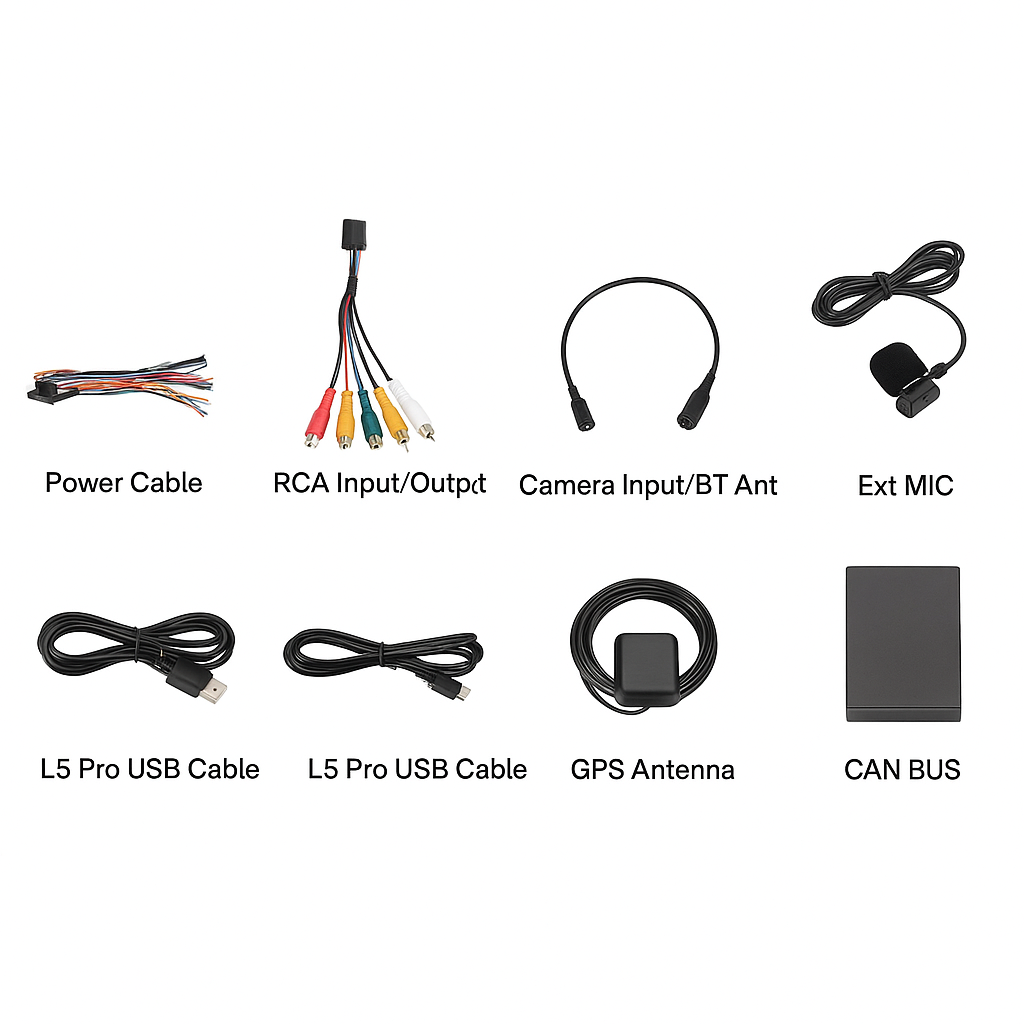 Power Cable
RCA Input/Outpct
Camera Input/BT Ant
Ext MIC
L5 Pro USB Cable
L5 Pro USB Cable
GPS Antenna
CAN BUS